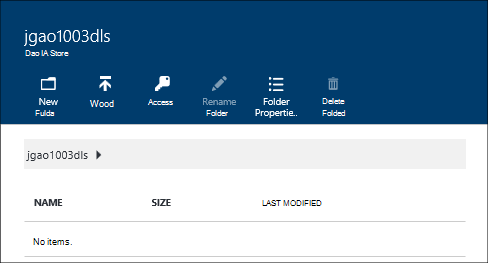 jgao1003dls
Dao IA Store
New
Fulda
Wood
Access
Rename
Folder
Folder
Propertie..
Delete
Folded
jgao1003dls
NAME SIZE LAST MODIFIED
No items.